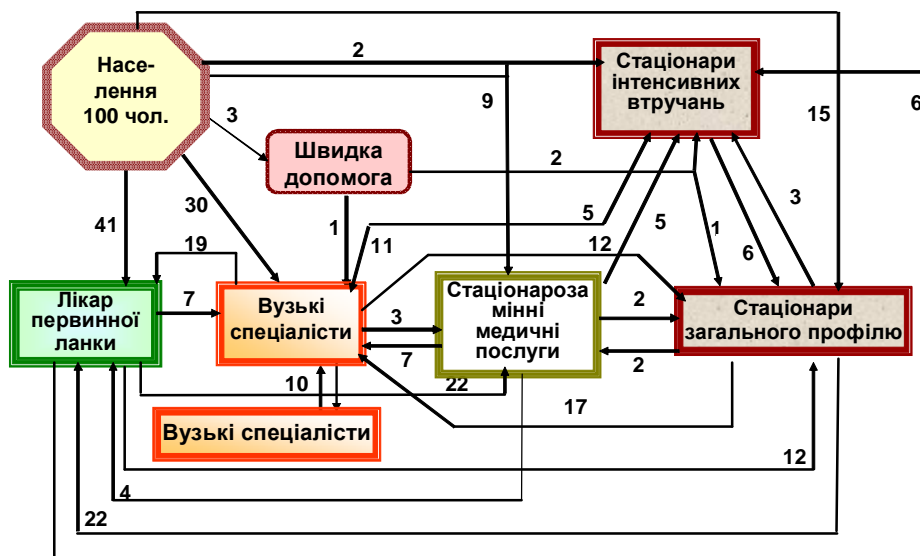 Насе-
лення
100 чол.
2
Стаціонари
інтенсивних
втручань
9
15
6
3
Швидка
допомога
2
30
41
1
5
5
1
6
3
19
11
12
Лікар
первинної
ланки
7
Вузькі
спеціалісти
3
7
Стаціонароза
мінні
медичні
послуги
2
2
Стаціонари
загального профілю
10
22
17
Вузькі спеціалісти
12
4
22